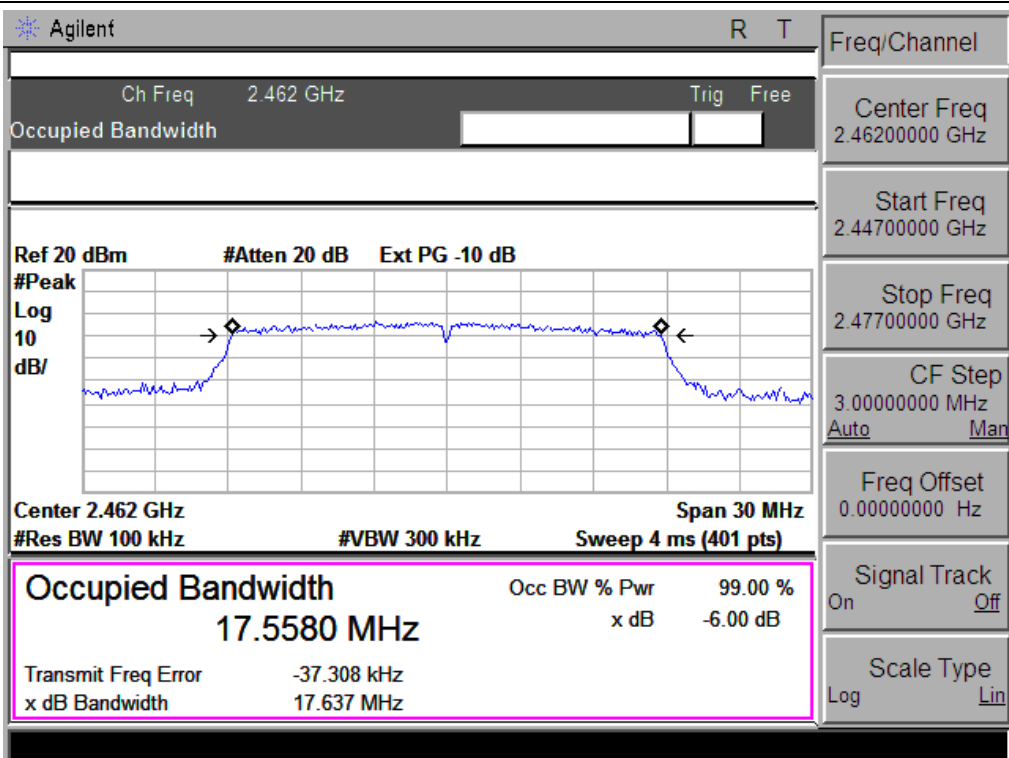 Agilent R T
Ch Freq 2.462 GHz Trig Free
Occupied Bandwidth
Ref 20 dBm #Atten 20 dB Ext PG -10 dB
#Peak
Log
10
dB/
Center 2.462 GHz Span 30 MHz
#Res BW 100 kHz #VBW 300 kHz Sweep 4 ms (401 pts)
Occupied Bandwidth
17.5580 MHz
Occ BW % Pwr 99.00 %
x dB -6.00 dB
Transmit Freq Error -37.308 kHz
x dB Bandwidth 17.637 MHz
Freq/Channel
Center Freq
2.46200000 GHz
Start Freq
2.44700000 GHz
Stop Freq
2.47700000 GHz
CF Step
3.00000000 MHz
Auto Man
Freq Offset
0.00000000 Hz
Signal Track
On Off
Scale Type
Log Lin